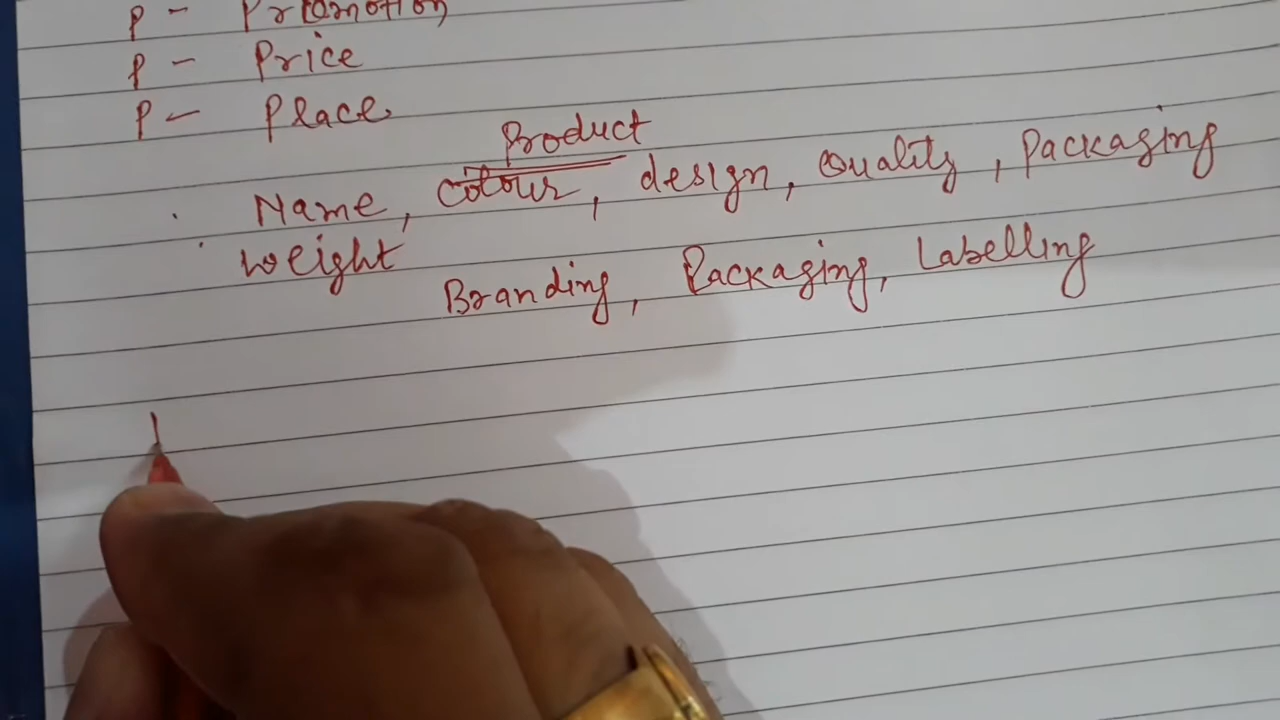 P - Promotion
P - Price
P - Place
Product
Name, colour, design, Quality, Packaging
weight
Branding, Packaging, Labelling